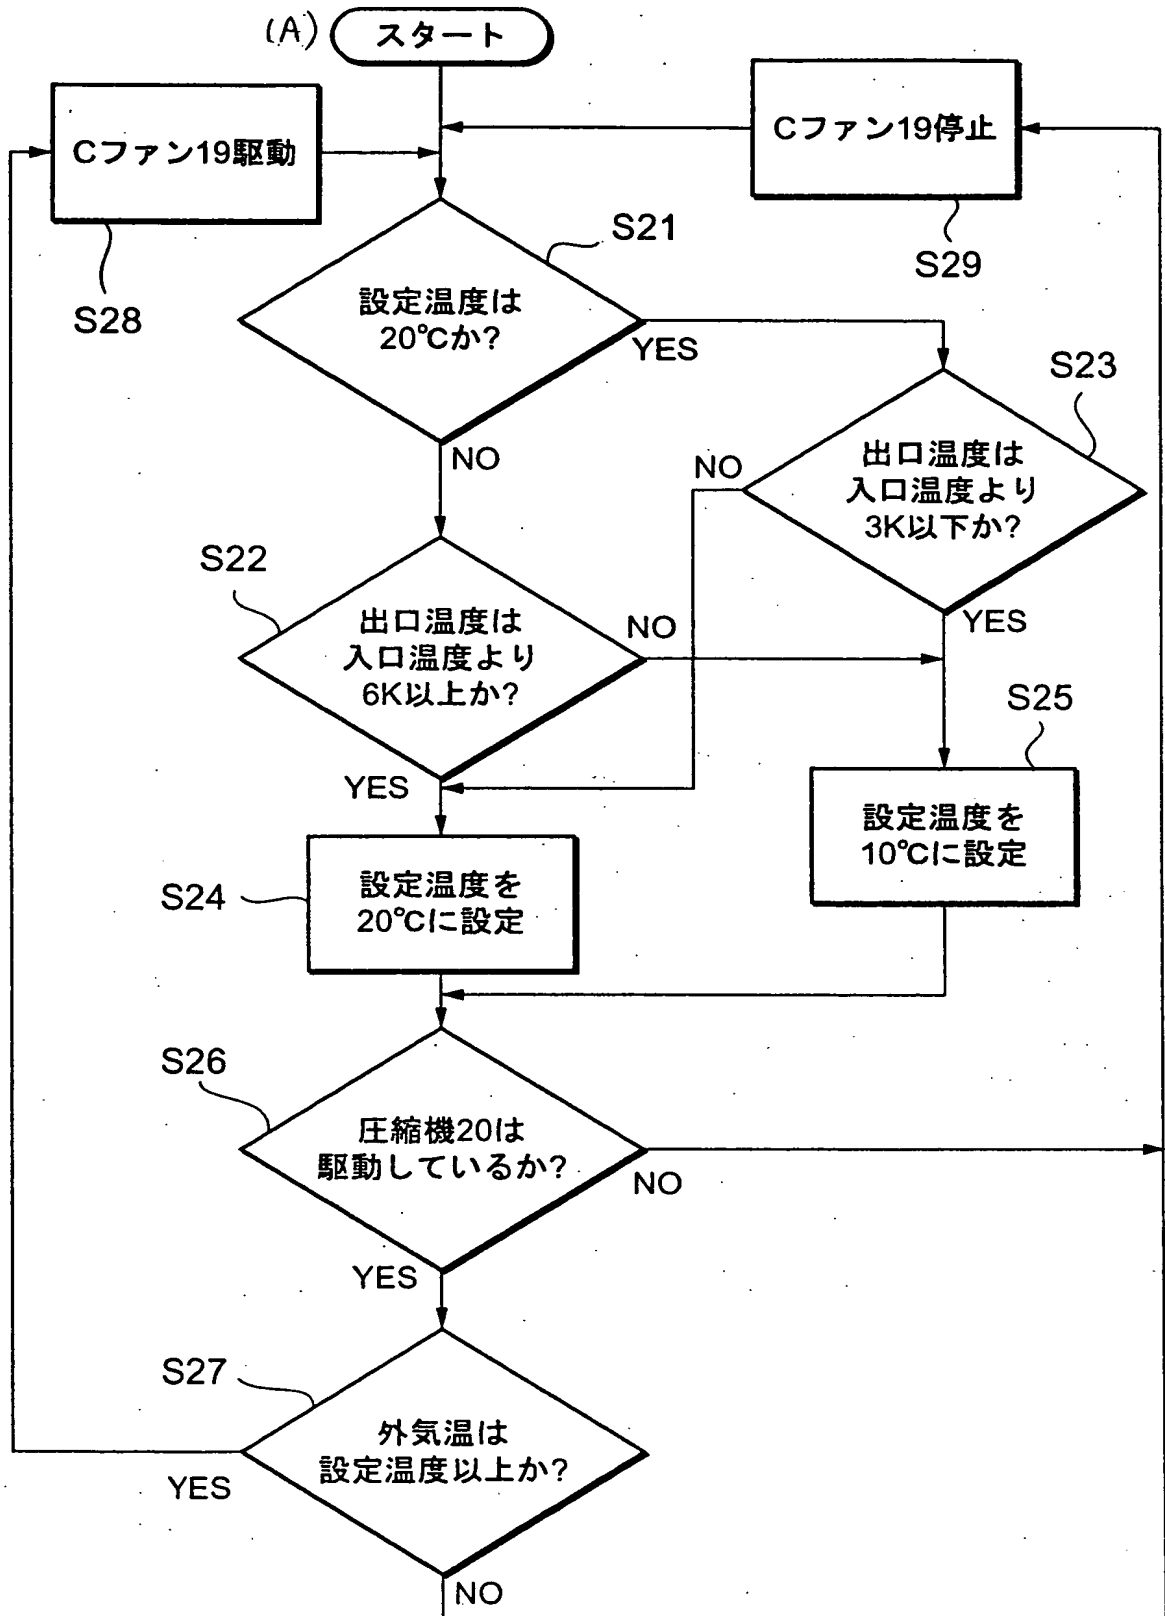 (A) スタート
Cファン19駆動
Cファン19停止
S28
S29
S21
設定温度は
20℃か?
YES
NO
S23
出口温度は
入口温度より
3K以下か?
NO
YES
S22
出口温度は
入口温度より
6K以上か?
NO
YES
S25
設定温度を
10℃に設定
S24
設定温度を
20℃に設定
S26
圧縮機20は
駆動しているか?
NO
YES
S27
外気温は
設定温度以上か?
YES
NO